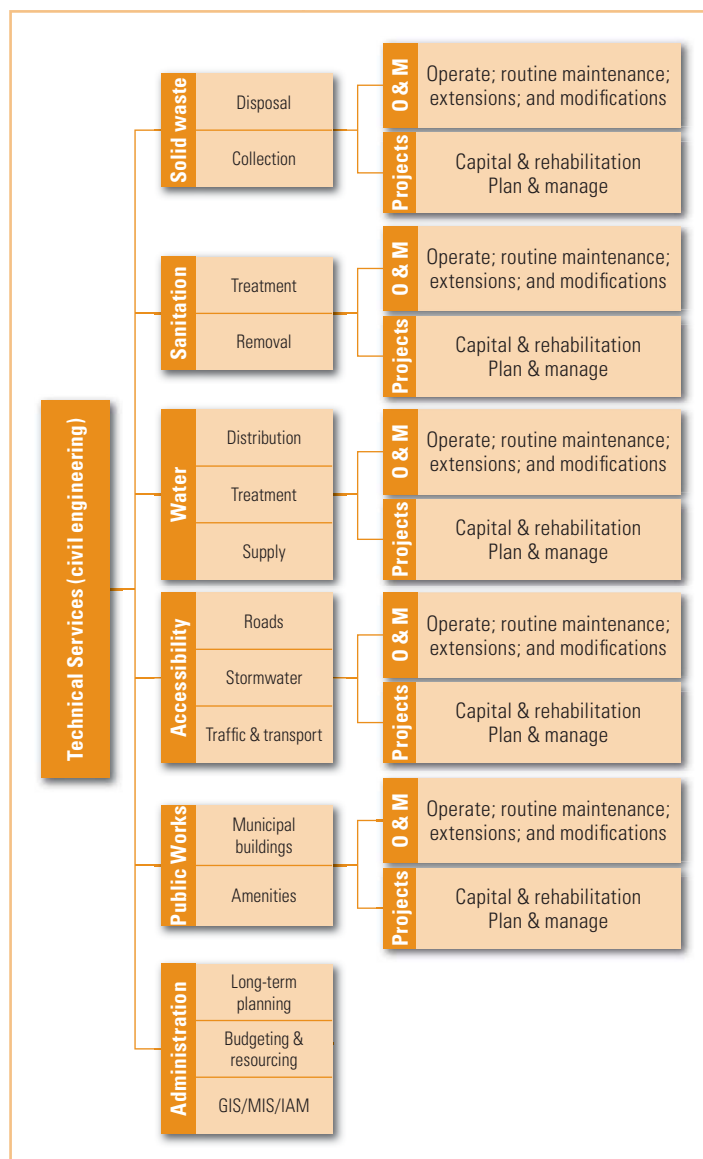 Technical Services (civil engineering)
Solid waste
Disposal
Collection
O & M
Operate; routine maintenance;
extensions; and modifications
Projects
Capital & rehabilitation
Plan & manage
Sanitation
Treatment
Removal
O & M
Operate; routine maintenance;
extensions; and modifications
Projects
Capital & rehabilitation
Plan & manage
Water
Distribution
Treatment
Supply
O & M
Operate; routine maintenance;
extensions; and modifications
Projects
Capital & rehabilitation
Plan & manage
Accessibility
Roads
Stormwater
Traffic & transport
O & M
Operate; routine maintenance;
extensions; and modifications
Projects
Capital & rehabilitation
Plan & manage
Public Works
Municipal
buildings
Amenities
O & M
Operate; routine maintenance;
extensions; and modifications
Projects
Capital & rehabilitation
Plan & manage
Administration
Long-term
planning
Budgeting &
resourcing
GIS/MIS/IAM